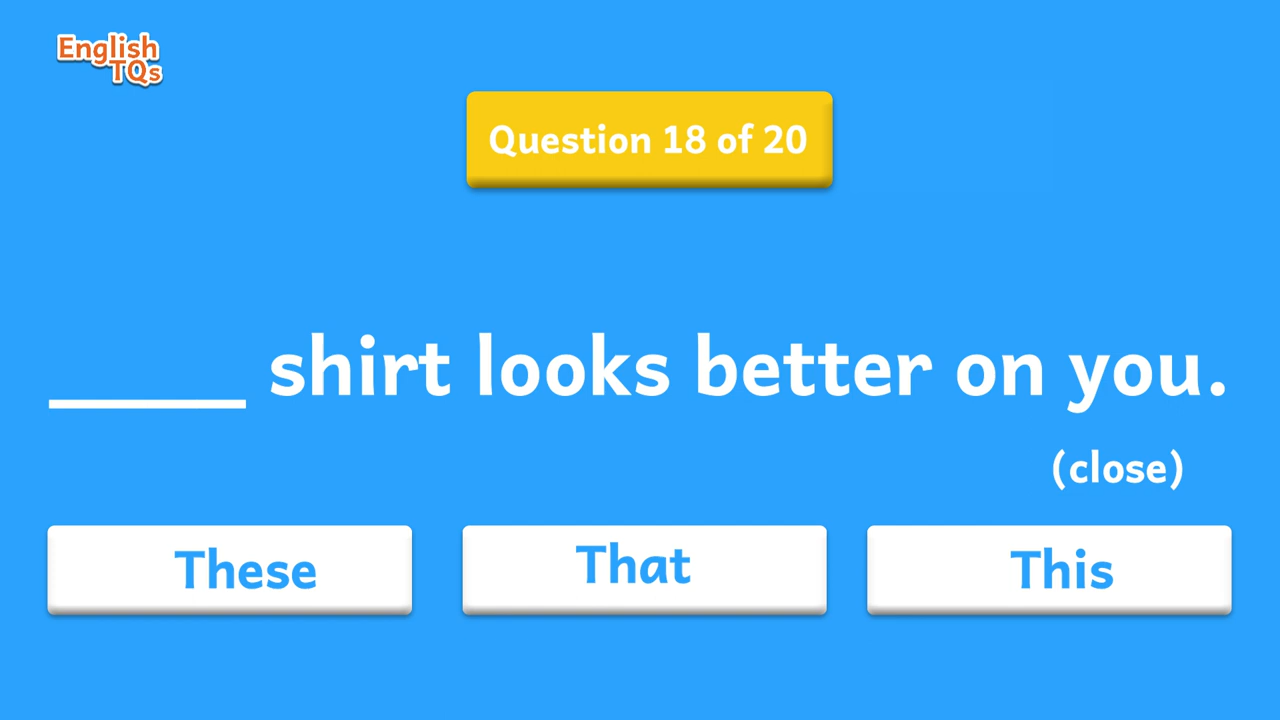 English
TQs
Question 18 of 20
_____ shirt looks better on you.
(close)
These
That
This